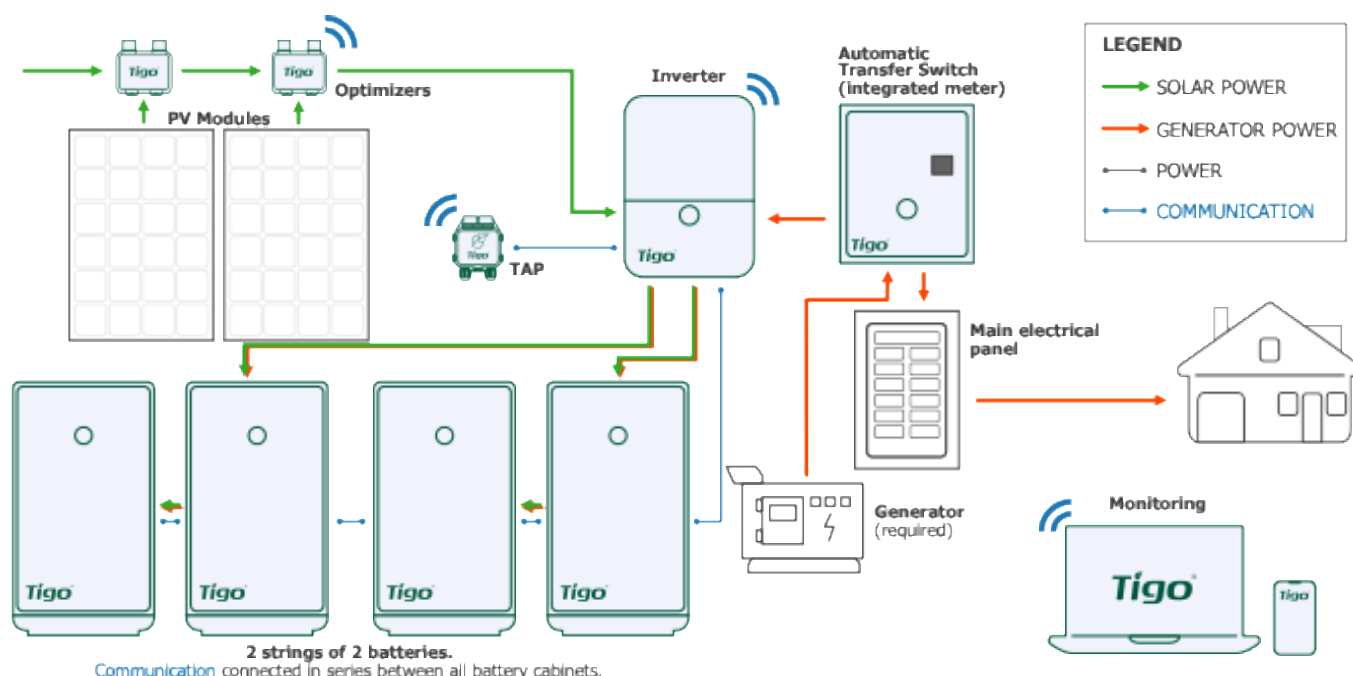 Tigo
Tigo
Optimizers
PV Modules
Inverter
Tigo
Tigo
TAP
Automatic
Transfer Switch
(integrated meter)
Tigo
LEGEND
SOLAR POWER
GENERATOR POWER
POWER
COMMUNICATION
Main electrical
panel
Generator
(required)
Monitoring
Tigo
Tigo
Tigo
Tigo
Tigo
Tigo
2 strings of 2 batteries.
Communication connected in series between all battery cabinets.